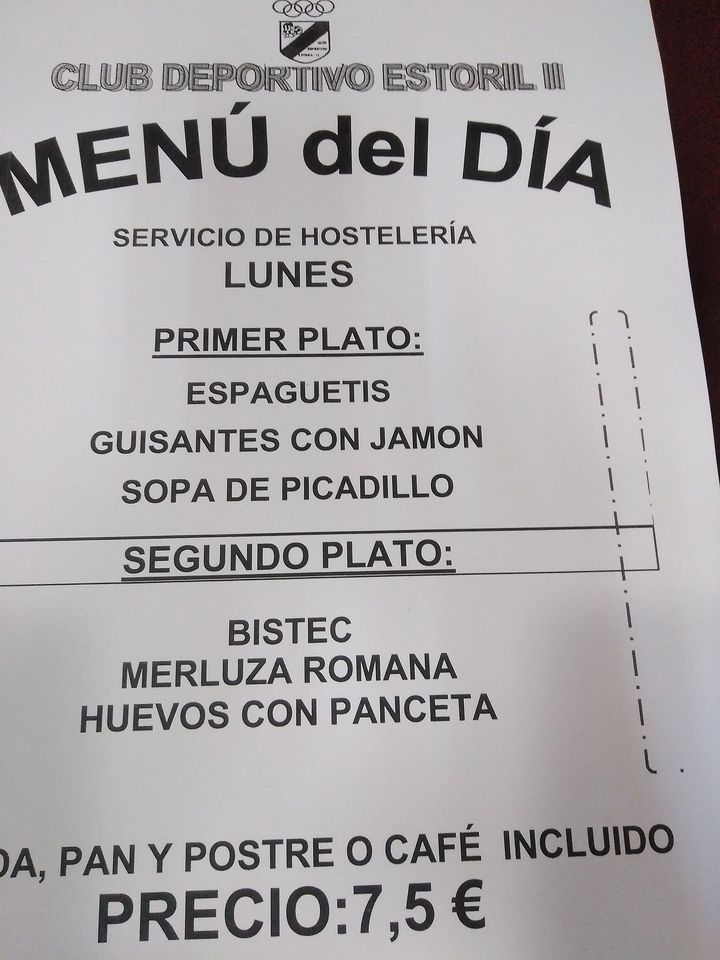 CLUB DEPORTIVO ESTORIL II
MENÚ del DÍA
SERVICIO DE HOSTELERÍA
LUNES
PRIMER PLATO:
ESPAGUETIS
GUISANTES CON JAMON
SOPA DE PICADILLO
SEGUNDO PLATO:
BISTEC
MERLUZA ROMANA
HUEVOS CON PANCETA
DA, PAN Y POSTRE O CAFÉ INCLUIDO
PRECIO:7,5 €